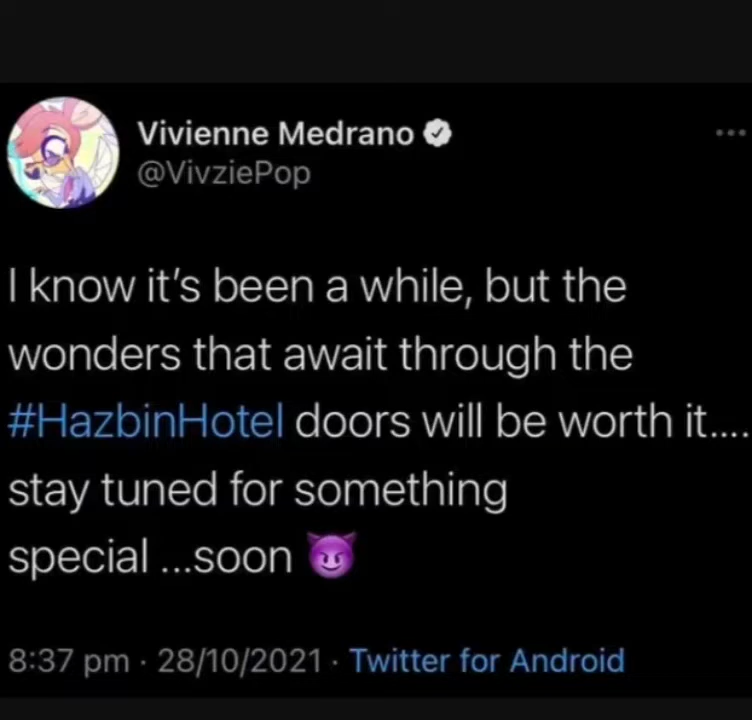 Vivienne Medrano
@VivziePop
I know it's been a while, but the
wonders that await through the
#HazbinHotel doors will be worth it....
stay tuned for something
special ...soon 😈
8:37 pm · 28/10/2021 · Twitter for Android